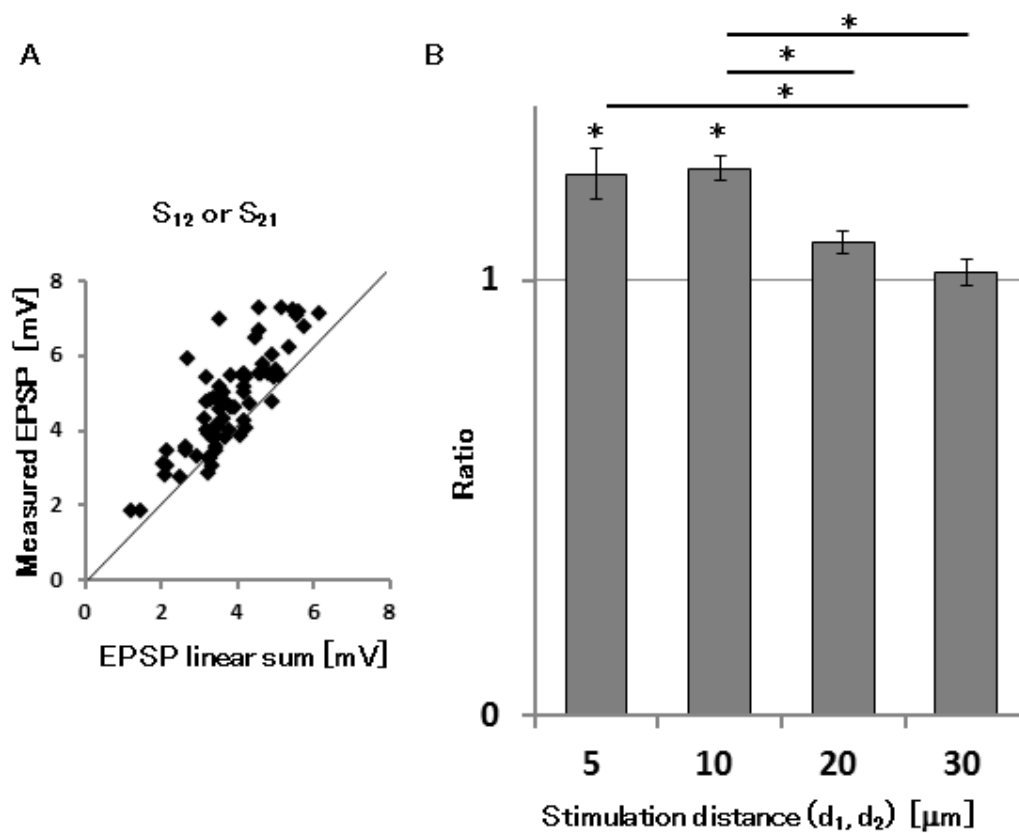 A
B
*
*
*
* *
S₁₂ or S₂₁
Measured EPSP [mV]
8
6
4
2
0
0 2 4 6 8
EPSP linear sum [mV]
Ratio
1
0
5 10 20 30
Stimulation distance (d₁, d₂) [μm]